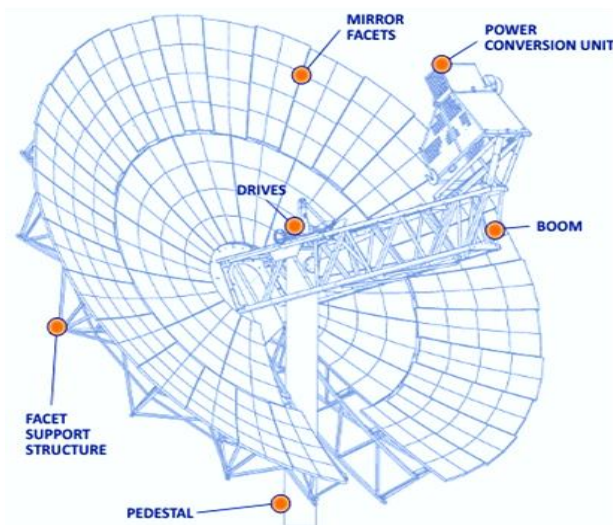 MIRROR
FACETS
POWER
CONVERSION UNIT
DRIVES
BOOM
FACET
SUPPORT
STRUCTURE
PEDESTAL